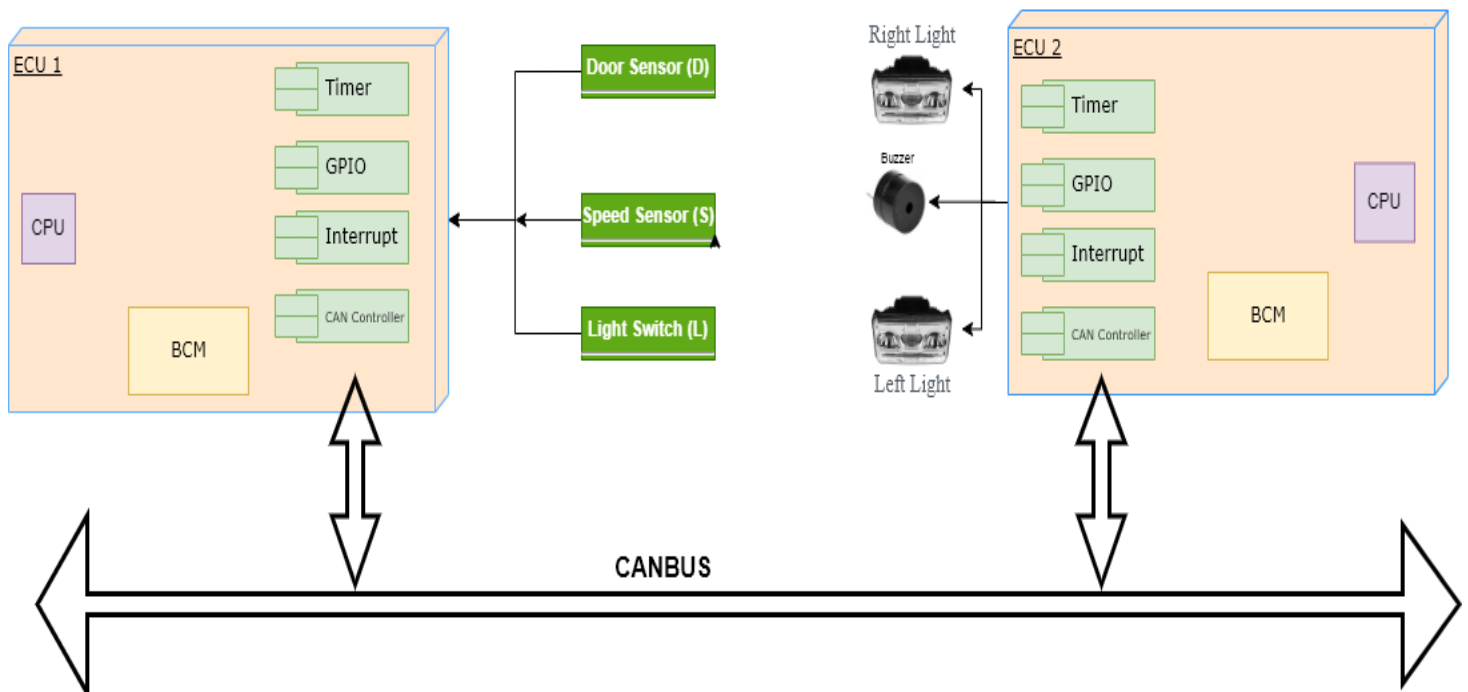 ECU 1
Timer
GPIO
Interrupt
CAN Controller
CPU
BCM
Door Sensor (D)
Speed Sensor (S)
Light Switch (L)
Right Light
Buzzer
Left Light
ECU 2
Timer
GPIO
Interrupt
CAN Controller
CPU
BCM
CANBUS